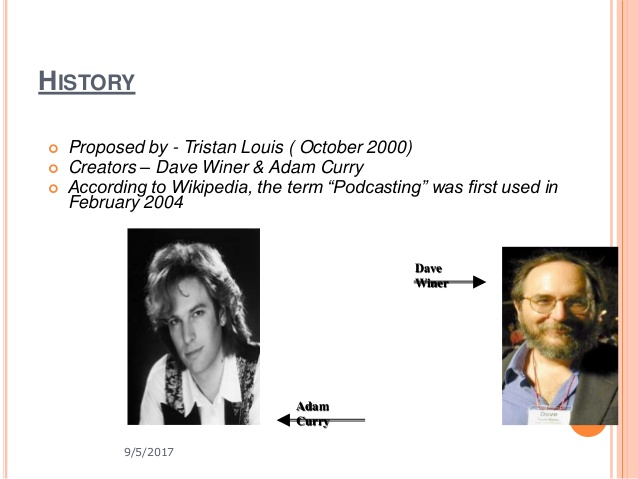 HISTORY
Proposed by - Tristan Louis ( October 2000)
Creators – Dave Winer & Adam Curry
According to Wikipedia, the term “Podcasting” was first used in
February 2004
Dave
Winer
Dave
Adam
Curry
9/5/2017